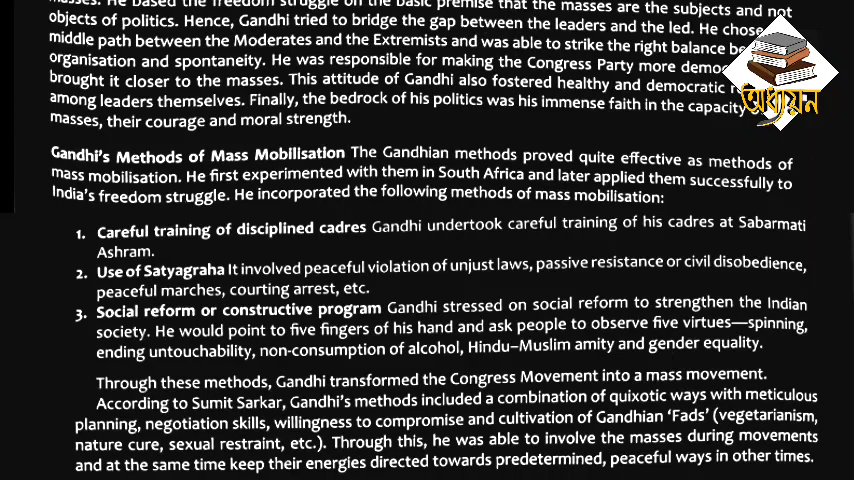 masses. He based the freedom struggle on the basic premise that the masses are the subjects and not
objects of politics. Hence, Gandhi tried to bridge the gap between the leaders and the led. He chose
middle path between the Moderates and the Extremists and was able to strike the right balance be
organisation and spontaneity. He was responsible for making the Congress Party more democ
brought it closer to the masses. This attitude of Gandhi also fostered healthy and democratic r
among leaders themselves. Finally, the bedrock of his politics was his immense faith in the capacity
masses, their courage and moral strength.
অধ্যয়ন
Gandhi's Methods of Mass Mobilisation The Gandhian methods proved quite effective as methods of
mass mobilisation. He first experimented with them in South Africa and later applied them successfully to
India's freedom struggle. He incorporated the following methods of mass mobilisation:
1. Careful training of disciplined cadres Gandhi undertook careful training of his cadres at Sabarmati
Ashram.
2. Use of Satyagraha It involved peaceful violation of unjust laws, passive resistance or civil disobedience,
peaceful marches, courting arrest, etc.
3. Social reform or constructive program Gandhi stressed on social reform to strengthen the Indian
society. He would point to five fingers of his hand and ask people to observe five virtues—spinning,
ending untouchability, non-consumption of alcohol, Hindu–Muslim amity and gender equality.
Through these methods, Gandhi transformed the Congress Movement into a mass movement.
According to Sumit Sarkar, Gandhi's methods included a combination of quixotic ways with meticulous
planning, negotiation skills, willingness to compromise and cultivation of Gandhian 'Fads' (vegetarianism,
nature cure, sexual restraint, etc.). Through this, he was able to involve the masses during movements
and at the same time keep their energies directed towards predetermined, peaceful ways in other times.